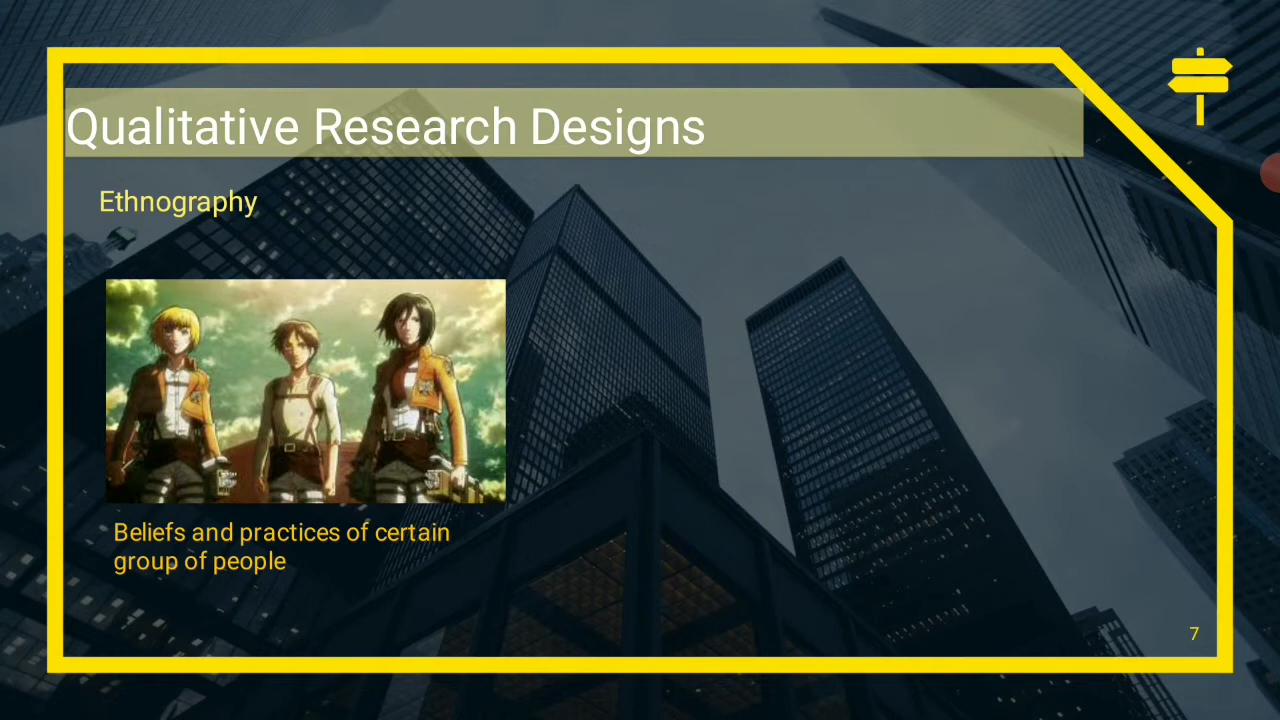 Qualitative Research Designs
Ethnography
Beliefs and practices of certain
group of people
7